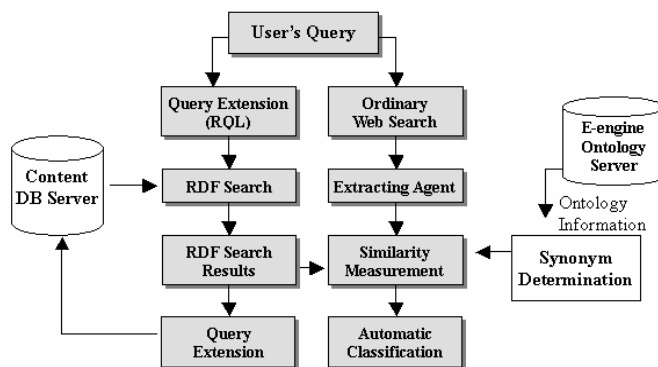 User's Query
Query Extension
(RQL)
Ordinary
Web Search
E-engine
Ontology
Server
Content
DB Server
RDF Search
Extracting Agent
Ontology
Information
RDF Search
Results
Similarity
Measurement
Synonym
Determination
Query
Extension
Automatic
Classification